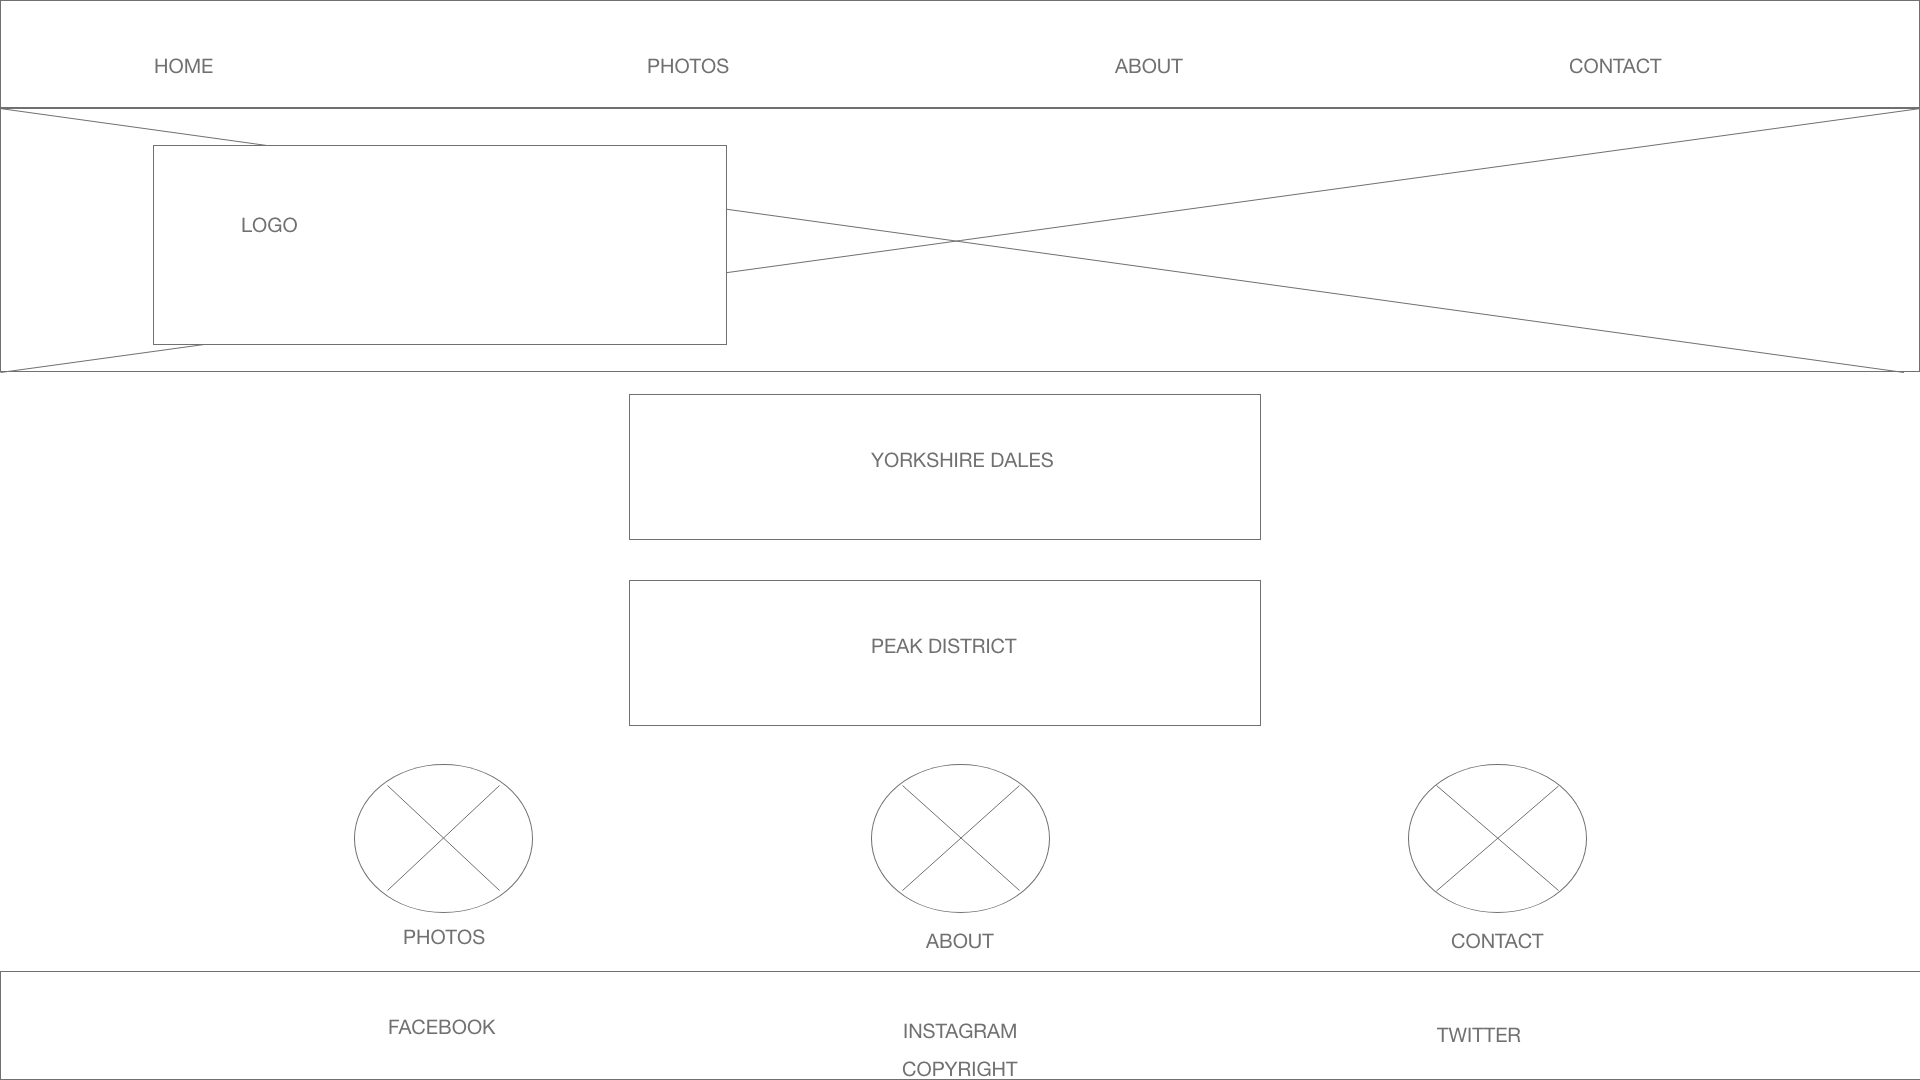 HOME
PHOTOS
ABOUT
CONTACT
LOGO
YORKSHIRE DALES
PEAK DISTRICT
PHOTOS
ABOUT
CONTACT
FACEBOOK
INSTAGRAM
TWITTER
COPYRIGHT